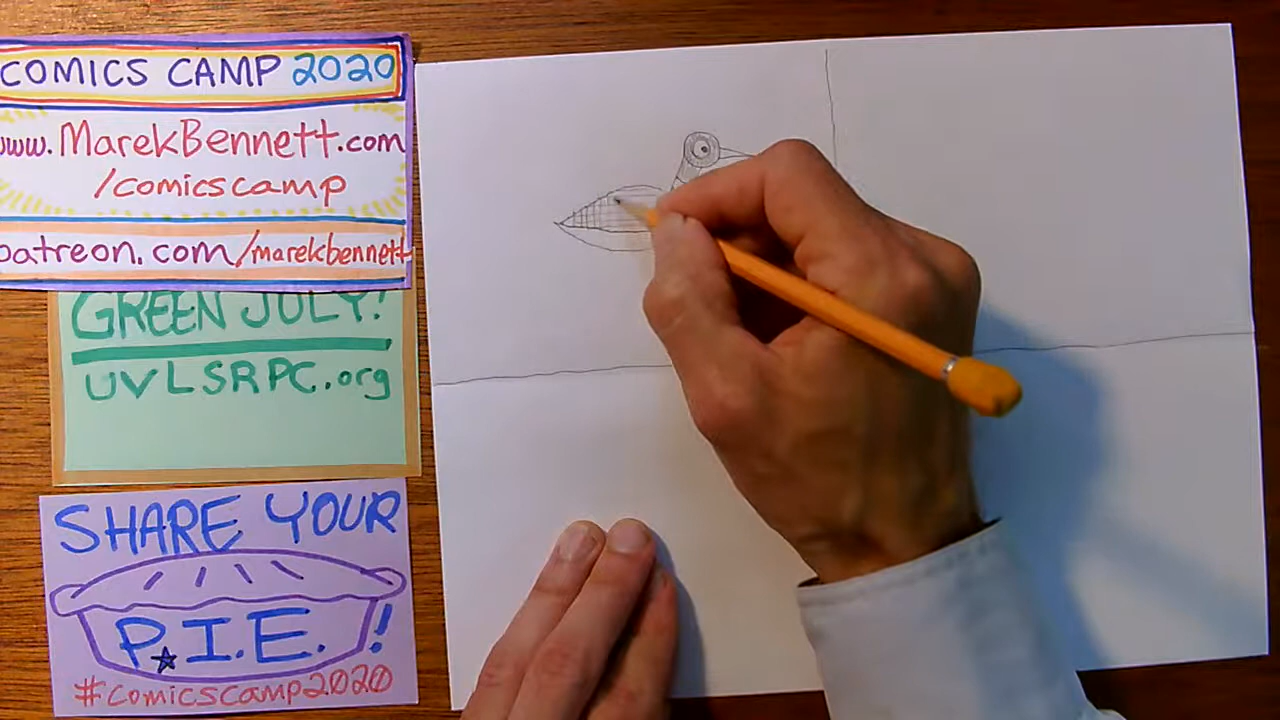 COMICS CAMP 2020
www.MarekBennett.com
/comicscamp
patreon.com/marekbennett
GREEN JULY!
UVLSRPC.org
SHARE YOUR
P.I.E.!
#comicscamp2020